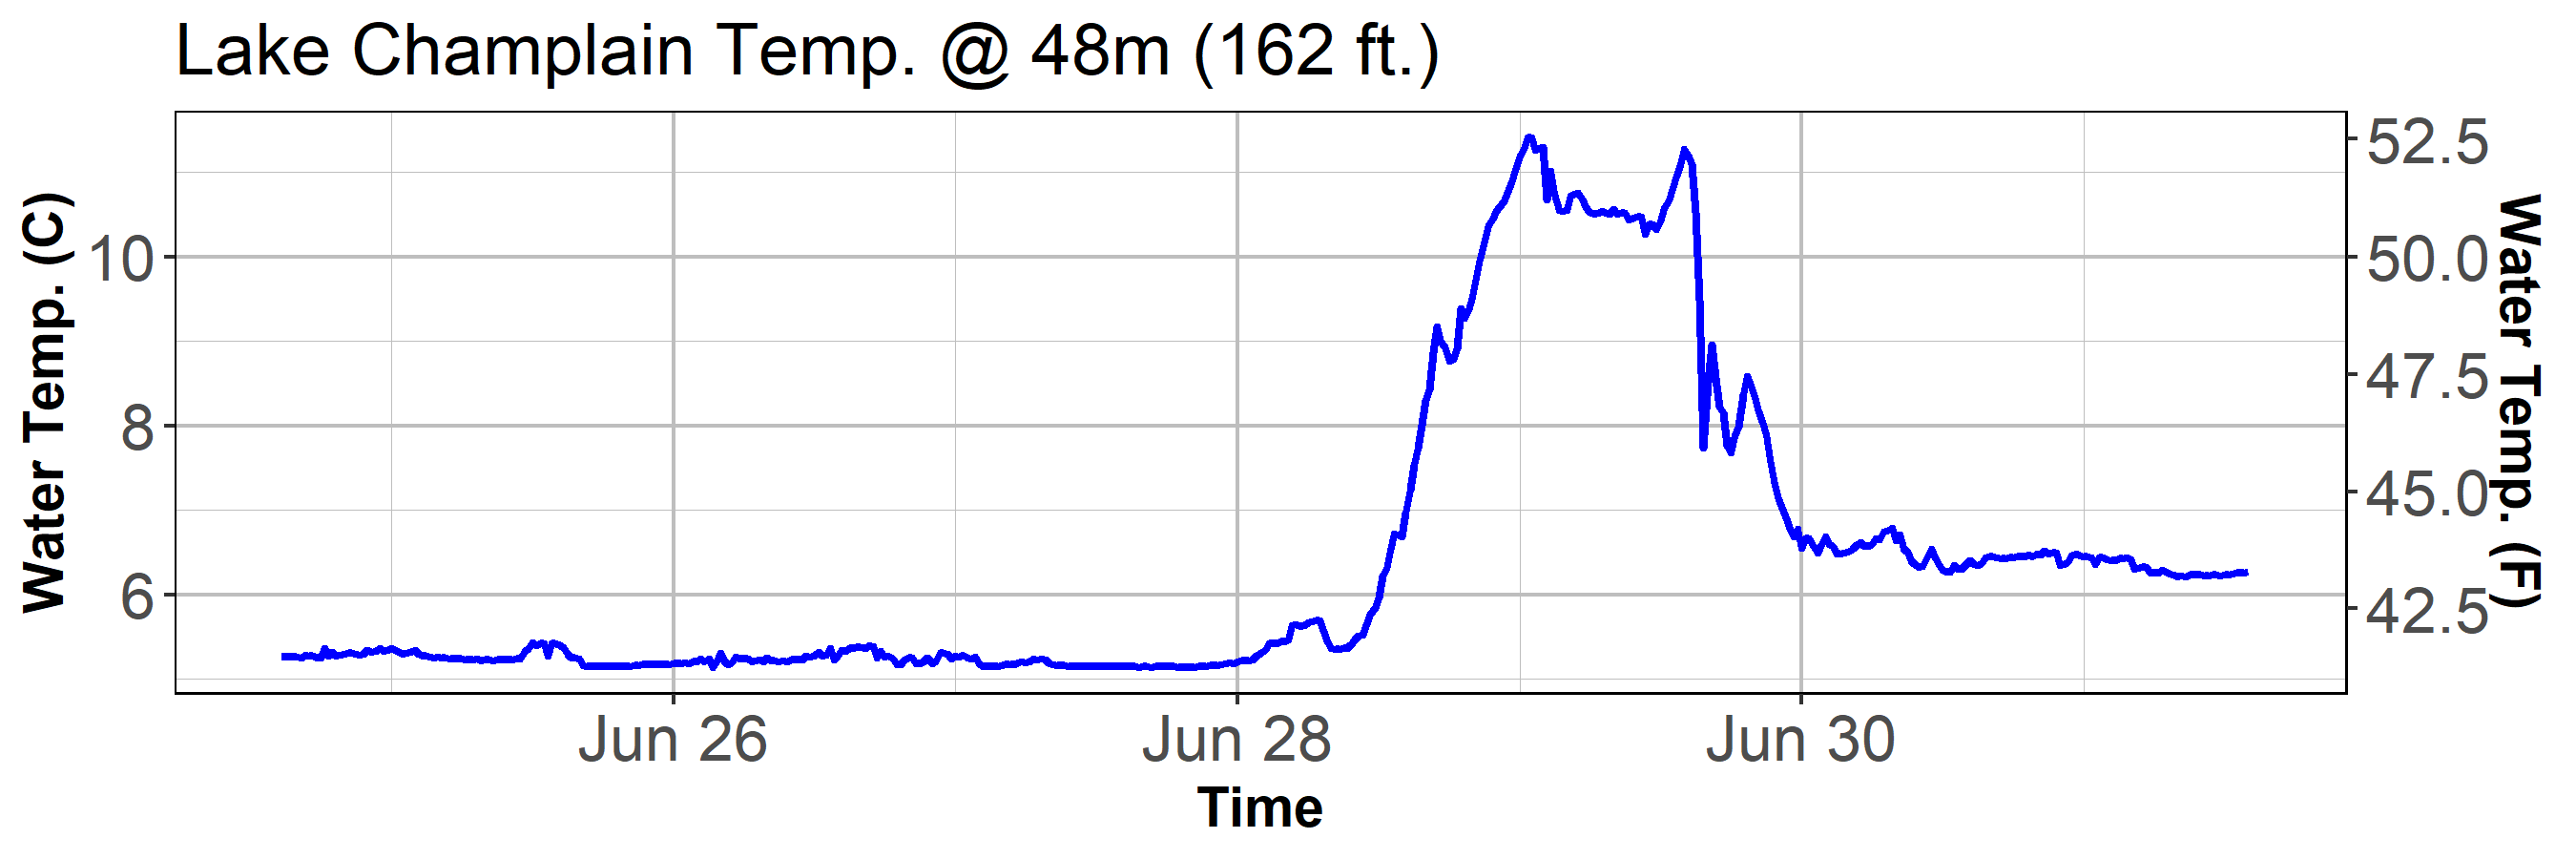 Lake Champlain Temp. @ 48m (162 ft.)
Water Temp. (C)
10
8
6
52.5
50.0
47.5
45.0
42.5
Water Temp. (F)
Jun 26
Jun 28
Jun 30
Time